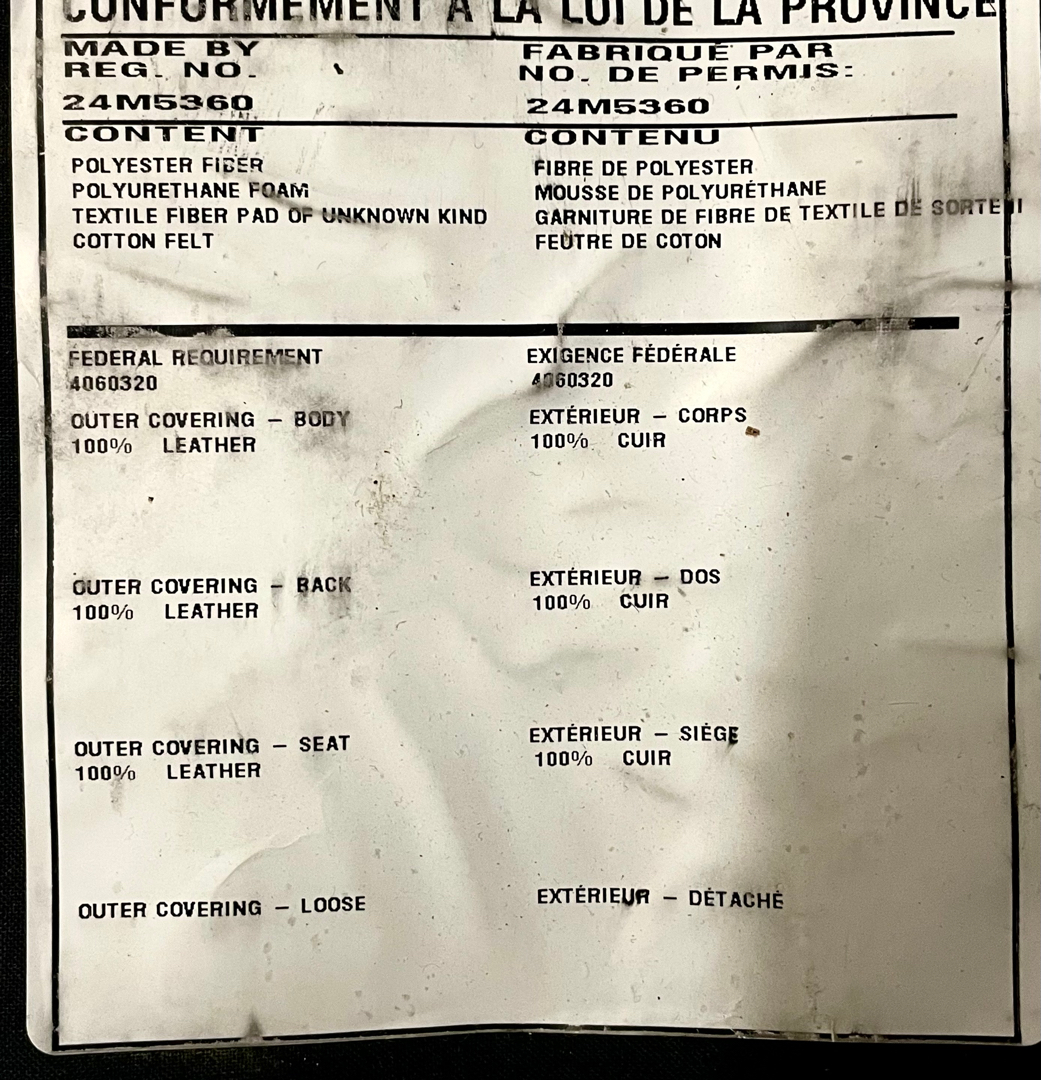 CONFORMÉMENT À LA LOI DE LA PROVINCE
MADE BY
REG. NO.
24M5360
FABRIQUÉ PAR
NO. DE PERMIS:
24M5360
CONTENT
POLYESTER FIBER
POLYURETHANE FOAM
TEXTILE FIBER PAD OF UNKNOWN KIND
COTTON FELT
CONTENU
FIBRE DE POLYESTER
MOUSSE DE POLYURÉTHANE
GARNITURE DE FIBRE DE TEXTILE DE SORTE
FEUTRE DE COTON
FEDERAL REQUIREMENT
4060320
EXIGENCE FÉDÉRALE
4060320
OUTER COVERING – BODY
100% LEATHER
EXTÉRIEUR – CORPS
100% CUIR
OUTER COVERING – BACK
100% LEATHER
EXTÉRIEUR – DOS
100% CUIR
OUTER COVERING – SEAT
100% LEATHER
EXTÉRIEUR – SIÈGE
100% CUIR
OUTER COVERING – LOOSE
EXTÉRIEUR – DÉTACHÉ